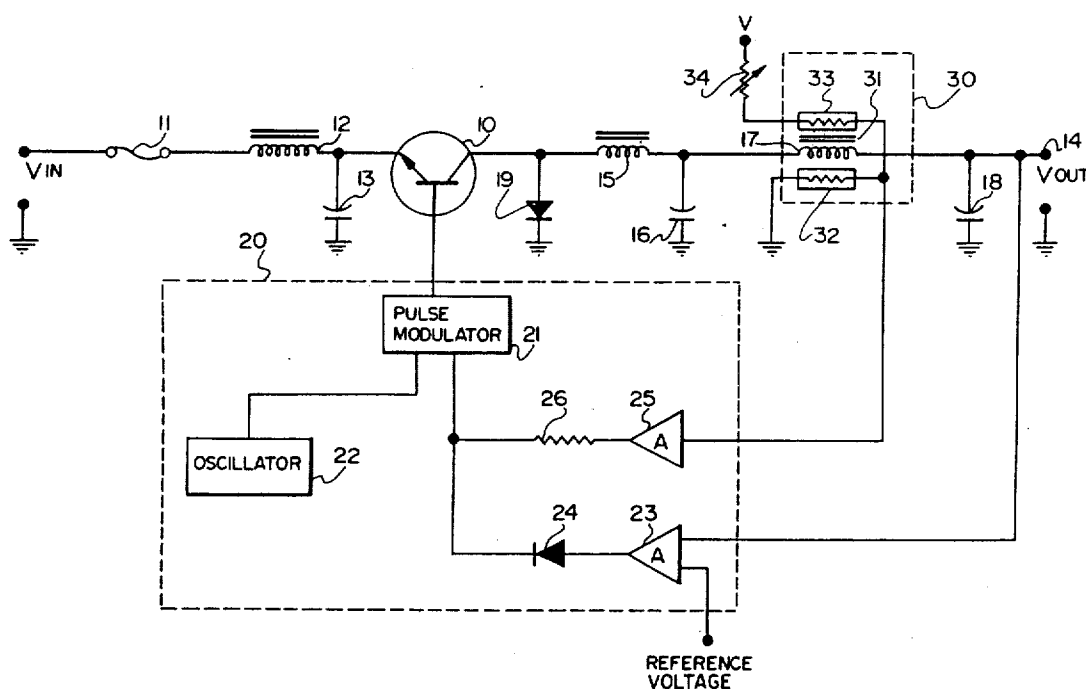 V
34
33
31
30
11
12
10
17
14
VIN
13
19
15
16
32
18
VOUT
20
PULSE
MODULATOR
21
26
25
A
OSCILLATOR
22
24
23
A
REFERENCE
VOLTAGE